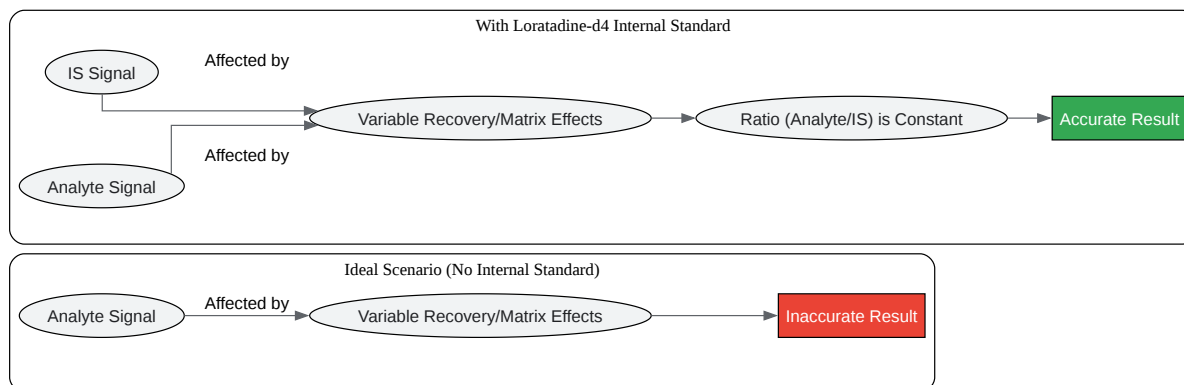 With Loratadine-d4 Internal Standard
IS Signal
Affected by
Variable Recovery/Matrix Effects
Ratio (Analyte/IS) is Constant
Accurate Result
Affected by
Analyte Signal
Ideal Scenario (No Internal Standard)
Analyte Signal
Affected by
Variable Recovery/Matrix Effects
Inaccurate Result